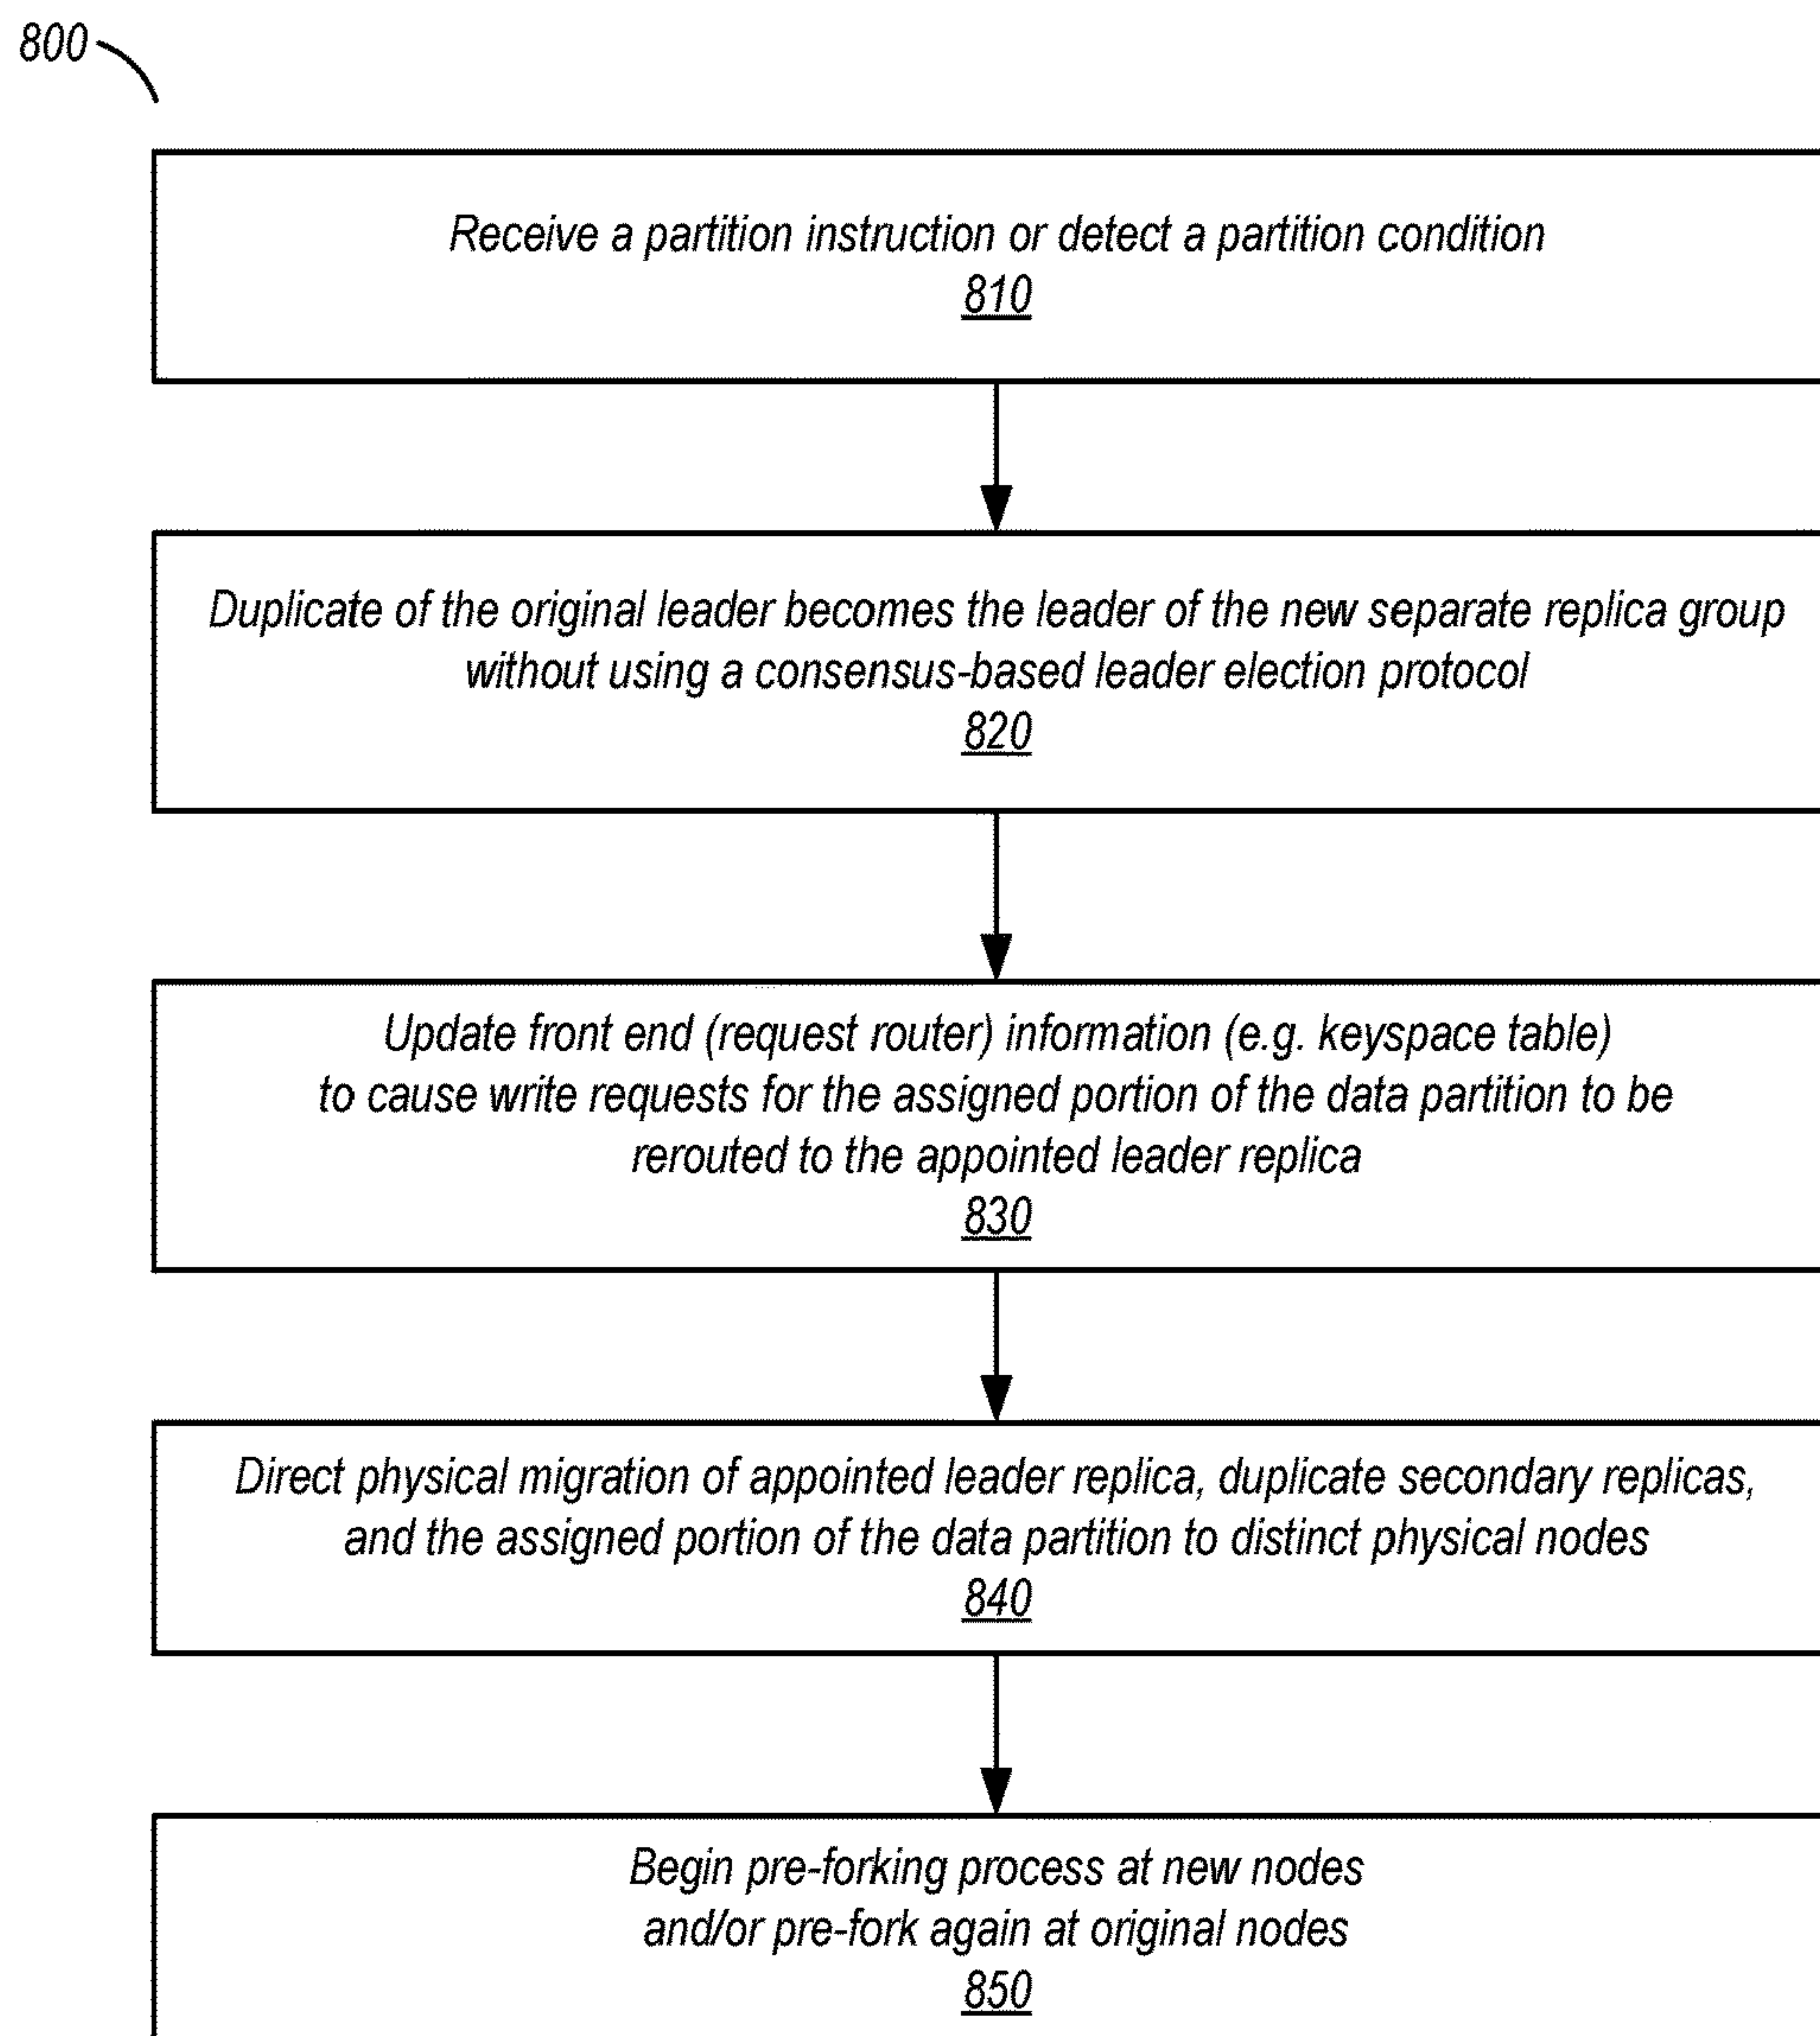 800
Receive a partition instruction or detect a partition condition
810
Duplicate of the original leader becomes the leader of the new separate replica group
without using a consensus-based leader election protocol
820
Update front end (request router) information (e.g. keyspace table)
to cause write requests for the assigned portion of the data partition to be
rerouted to the appointed leader replica
830
Direct physical migration of appointed leader replica, duplicate secondary replicas,
and the assigned portion of the data partition to distinct physical nodes
840
Begin pre-forking process at new nodes
and/or pre-fork again at original nodes
850